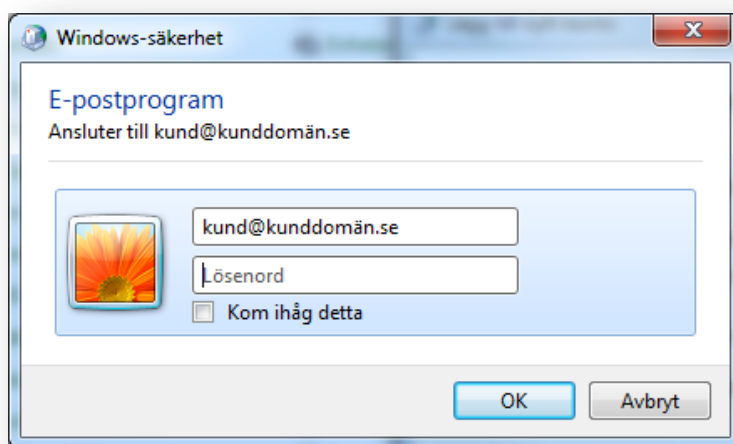 Windows-säkerhet
E-postprogram
Ansluter till kund@kunddomän.se
kund@kunddomän.se
Lösenord
Kom ihåg detta
OK
Avbryt